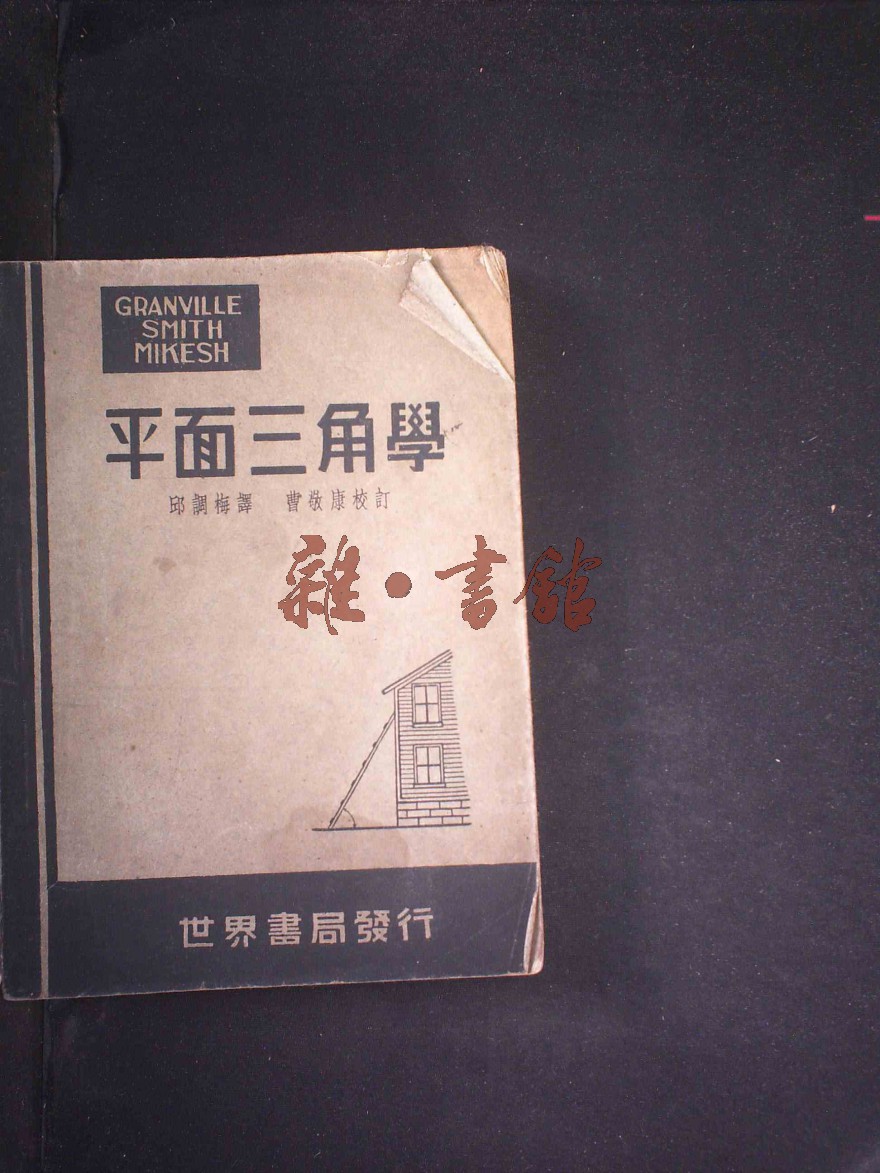 GRANVILLE
SMITH
MIKESH
平面三角學
邱調梅譯 曹敬康校訂
雜·書館
世界書局發行